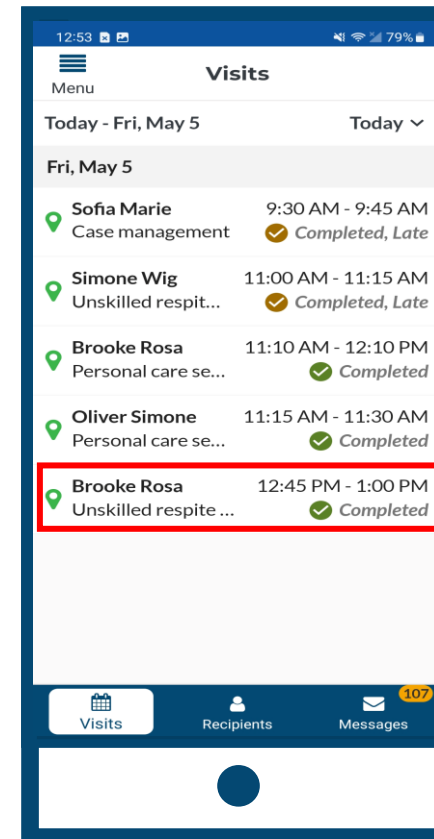 12:53 79%
Menu
Visits
Today - Fri, May 5 Today
Fri, May 5
Sofia Marie 9:30 AM - 9:45 AM
Case management Completed, Late
Simone Wig 11:00 AM - 11:15 AM
Unskilled respit... Completed, Late
Brooke Rosa 11:10 AM - 12:10 PM
Personal care se... Completed
Oliver Simone 11:15 AM - 11:30 AM
Personal care se... Completed
Brooke Rosa 12:45 PM - 1:00 PM
Unskilled respite ... Completed
107
Visits Recipients Messages